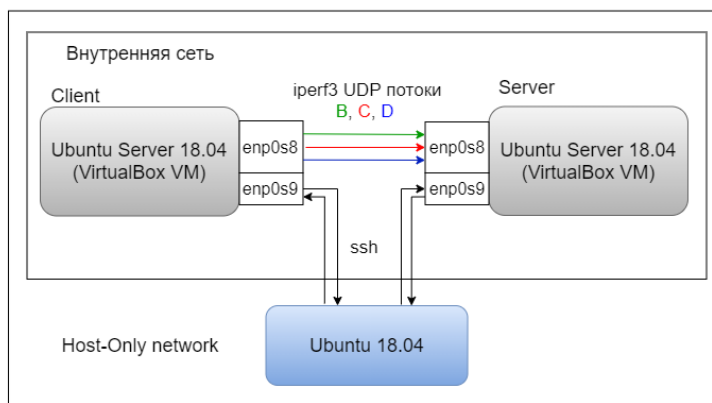 Внутренняя сеть
Client
iperf3 UDP потоки
B, C, D
Server
Ubuntu Server 18.04
(VirtualBox VM)
enp0s8
enp0s9
enp0s8
enp0s9
Ubuntu Server 18.04
(VirtualBox VM)
ssh
Host-Only network
Ubuntu 18.04